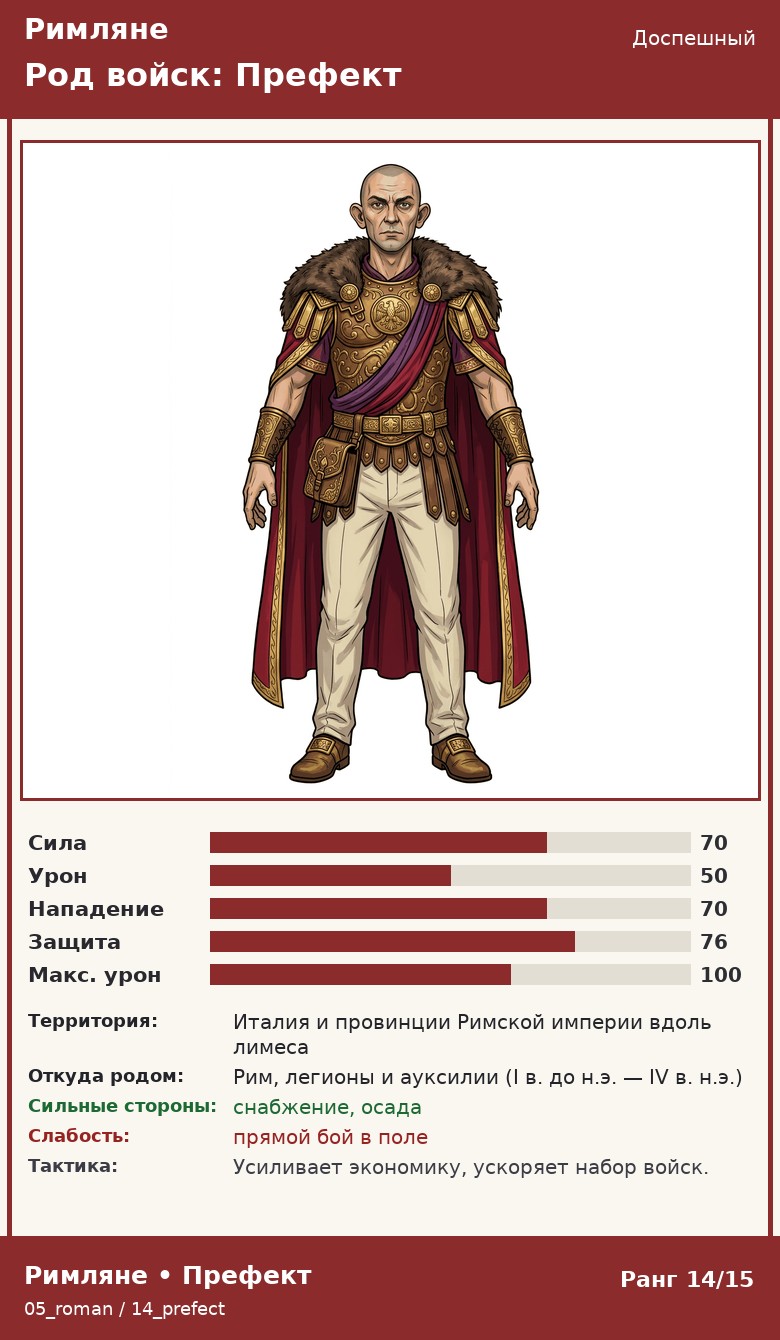 Римляне
Доспешный
Род войск: Префект
Сила 70
Урон 50
Нападение 70
Защита 76
Макс. урон 100
Территория: Италия и провинции Римской империи вдоль
лимеса
Откуда родом: Рим, легионы и ауксилии (I в. до н.э. — IV в. н.э.)
Сильные стороны: снабжение, осада
Слабость: прямой бой в поле
Тактика: Усиливает экономику, ускоряет набор войск.
Римляне • Префект
Ранг 14/15
05_roman / 14_prefect